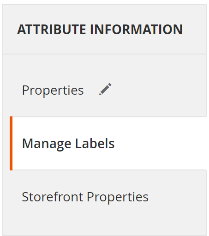 ATTRIBUTE INFORMATION
Properties
Manage Labels
Storefront Properties